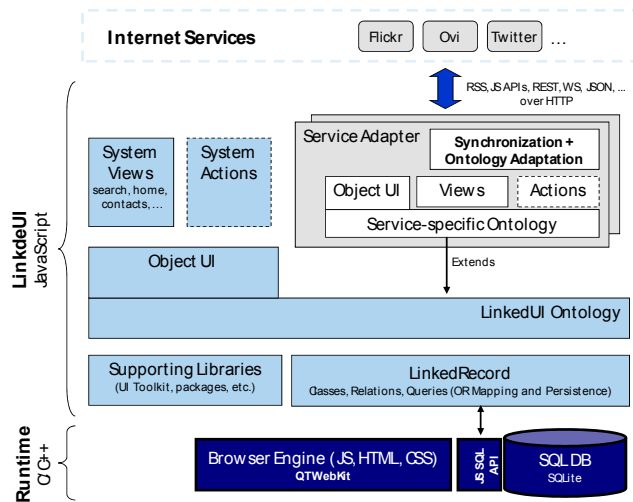 Internet Services
Flickr
Ovi
Twitter
...
RSS, JS APIs, REST, WS, JSON, ...
over HTTP
LinkdeUI
JavaScript
System
Views
search, home,
contacts, ...
System
Actions
Service Adapter
Synchronization +
Ontology Adaptation
Object UI
Views
Actions
Service-specific Ontology
Extends
Object UI
LinkedUI Ontology
Supporting Libraries
(UI Toolkit, packages, etc.)
LinkedRecord
Classes, Relations, Queries (OR Mapping and Persistence)
Runtime
C/C++
Browser Engine (JS, HTML, CSS)
QTWebKit
JS SQL
API
SQL DB
SQLite